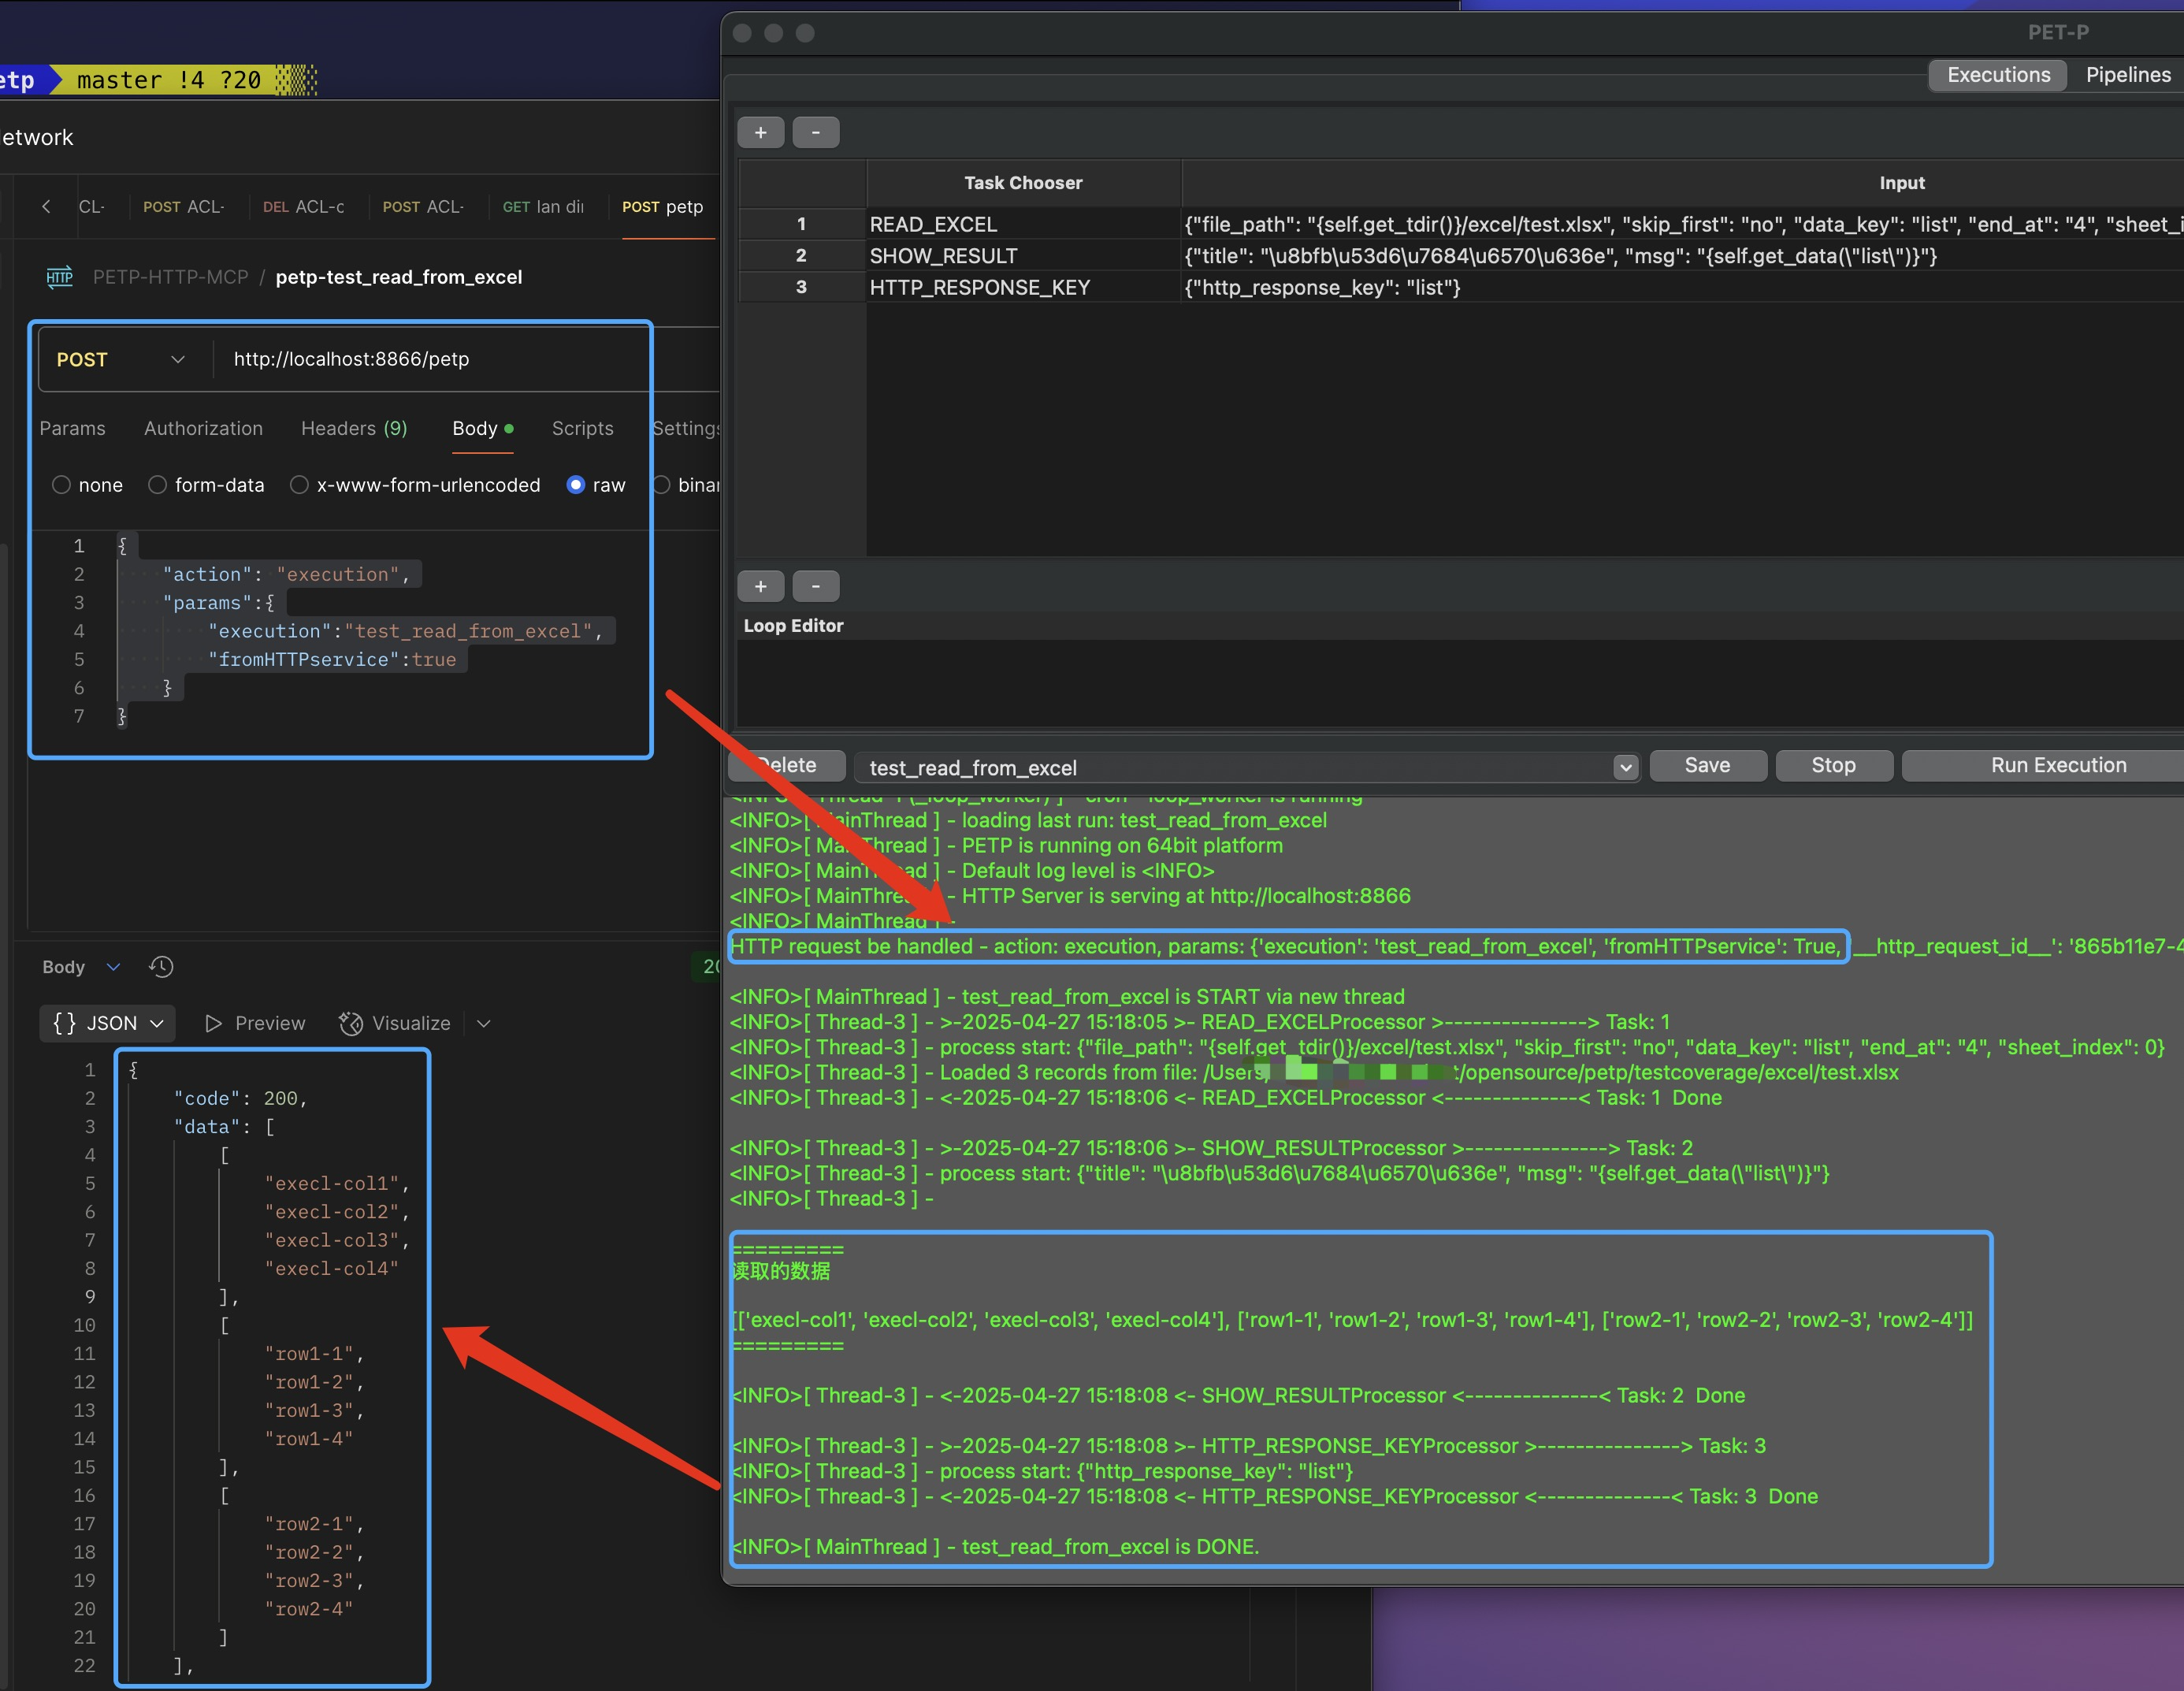 etp master !4 ?20
etwork
CL-
POST ACL-
DEL ACL-c
POST ACL-
GET lan di
POST petp
HTTP PETP-HTTP-MCP / petp-test_read_from_excel
POST http://localhost:8866/petp
Params Authorization Headers (9) Body Scripts Settings
none form-data x-www-form-urlencoded raw binar
1 {
2 "action": "execution",
3 "params":{
4 "execution":"test_read_from_excel",
5 "fromHTTPservice":true
6 }
7 }
Body 20
{} JSON Preview Visualize
1 {
2 "code": 200,
3 "data": [
4 [
5 "execl-col1",
6 "execl-col2",
7 "execl-col3",
8 "execl-col4"
9 ],
10 [
11 "row1-1",
12 "row1-2",
13 "row1-3",
14 "row1-4"
15 ],
16 [
17 "row2-1",
18 "row2-2",
19 "row2-3",
20 "row2-4"
21 ]
22 ],
PET-P
Executions Pipelines
+ -
Task Chooser Input
1 READ_EXCEL {"file_path": "{self.get_tdir()}/excel/test.xlsx", "skip_first": "no", "data_key": "list", "end_at": "4", "sheet_i
2 SHOW_RESULT {"title": "\u8bfb\u53d6\u7684\u6570\u636e", "msg": "{self.get_data(\"list\")}"}
3 HTTP_RESPONSE_KEY {"http_response_key": "list"}
+ -
Loop Editor
Delete test_read_from_excel Save Stop Run Execution
<INFO>[ Thread-1 (_loop_worker) ] - cron - loop_worker is running
<INFO>[ MainThread ] - loading last run: test_read_from_excel
<INFO>[ MainThread ] - PETP is running on 64bit platform
<INFO>[ MainThread ] - Default log level is <INFO>
<INFO>[ MainThread ] - HTTP Server is serving at http://localhost:8866
<INFO>[ MainThread ] -
HTTP request be handled - action: execution, params: {'execution': 'test_read_from_excel', 'fromHTTPservice': True, '__http_request_id__': '865b11e7-4
<INFO>[ MainThread ] - test_read_from_excel is START via new thread
<INFO>[ Thread-3 ] - >-2025-04-27 15:18:05 >- READ_EXCELProcessor >---------------> Task: 1
<INFO>[ Thread-3 ] - process start: {"file_path": "{self.get_tdir()}/excel/test.xlsx", "skip_first": "no", "data_key": "list", "end_at": "4", "sheet_index": 0}
<INFO>[ Thread-3 ] - Loaded 3 records from file: /Users/ t/opensource/petp/testcoverage/excel/test.xlsx
<INFO>[ Thread-3 ] - <-2025-04-27 15:18:06 <- READ_EXCELProcessor <--------------< Task: 1 Done
<INFO>[ Thread-3 ] - >-2025-04-27 15:18:06 >- SHOW_RESULTProcessor >---------------> Task: 2
<INFO>[ Thread-3 ] - process start: {"title": "\u8bfb\u53d6\u7684\u6570\u636e", "msg": "{self.get_data(\"list\")}"}
<INFO>[ Thread-3 ] -
=========
读取的数据
[['execl-col1', 'execl-col2', 'execl-col3', 'execl-col4'], ['row1-1', 'row1-2', 'row1-3', 'row1-4'], ['row2-1', 'row2-2', 'row2-3', 'row2-4']]
=========
<INFO>[ Thread-3 ] - <-2025-04-27 15:18:08 <- SHOW_RESULTProcessor <--------------< Task: 2 Done
<INFO>[ Thread-3 ] - >-2025-04-27 15:18:08 >- HTTP_RESPONSE_KEYProcessor >---------------> Task: 3
<INFO>[ Thread-3 ] - process start: {"http_response_key": "list"}
<INFO>[ Thread-3 ] - <-2025-04-27 15:18:08 <- HTTP_RESPONSE_KEYProcessor <--------------< Task: 3 Done
<INFO>[ MainThread ] - test_read_from_excel is DONE.